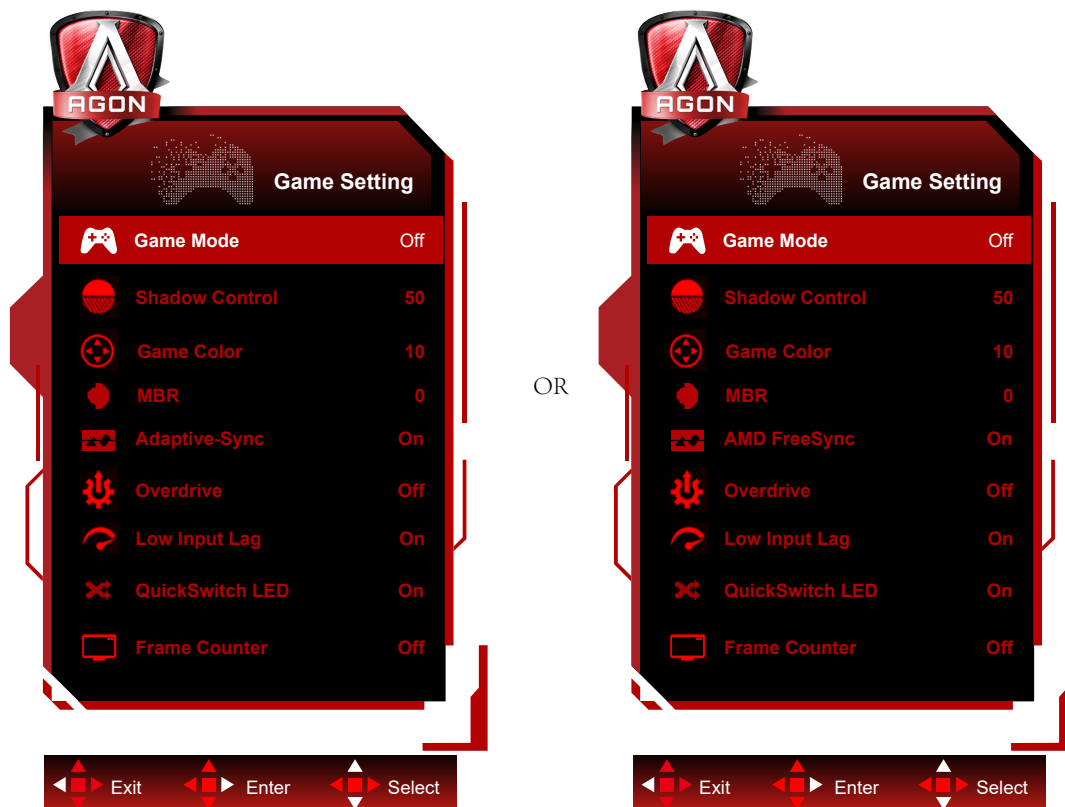 AGON
Game Setting
Game Mode Off
Shadow Control 50
Game Color 10
MBR 0
Adaptive-Sync On
Overdrive Off
Low Input Lag On
QuickSwitch LED On
Frame Counter Off
Exit Enter Select
OR
AGON
Game Setting
Game Mode Off
Shadow Control 50
Game Color 10
MBR 0
AMD FreeSync On
Overdrive Off
Low Input Lag On
QuickSwitch LED On
Frame Counter Off
Exit Enter Select